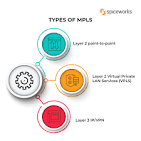 spiceworks
TYPES OF MPLS
Layer 2 point-to-point
Layer 2 Virtual Private
LAN Services (VPLS)
Layer 3 IP/VPN